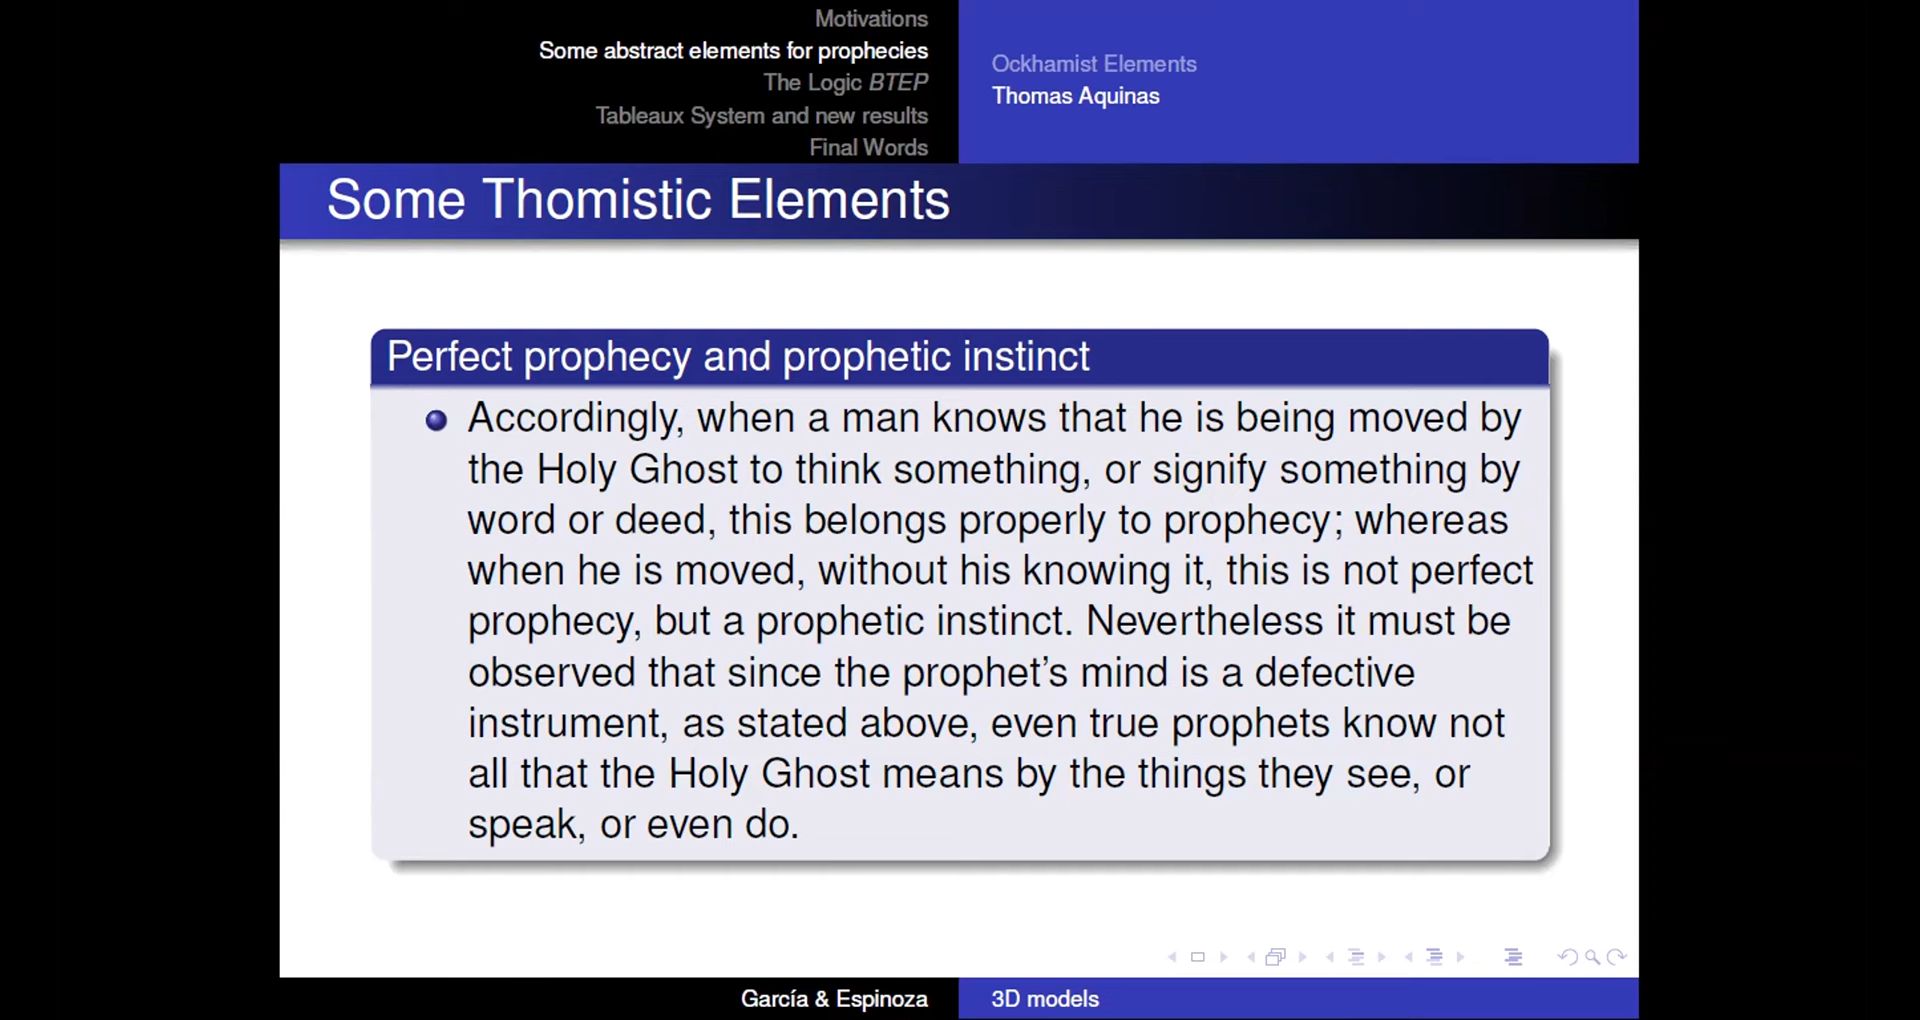 Motivations
Some abstract elements for prophecies
The Logic BTEP
Tableaux System and new results
Final Words
Ockhamist Elements
Thomas Aquinas
Some Thomistic Elements
Perfect prophecy and prophetic instinct
Accordingly, when a man knows that he is being moved by
the Holy Ghost to think something, or signify something by
word or deed, this belongs properly to prophecy; whereas
when he is moved, without his knowing it, this is not perfect
prophecy, but a prophetic instinct. Nevertheless it must be
observed that since the prophet's mind is a defective
instrument, as stated above, even true prophets know not
all that the Holy Ghost means by the things they see, or
speak, or even do.
García & Espinoza
3D models